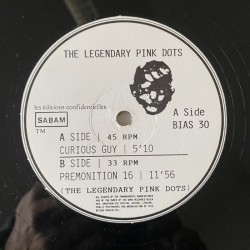 THE LEGENDARY PINK DOTS
A Side
BIAS 30
les éditions confidentielles
SABAM
TM
A SIDE | 45 RPM
CURIOUS GUY | 5'10
B SIDE | 33 RPM
PREMONITION 16 | 11'56
(THE LEGENDARY PINK DOTS)